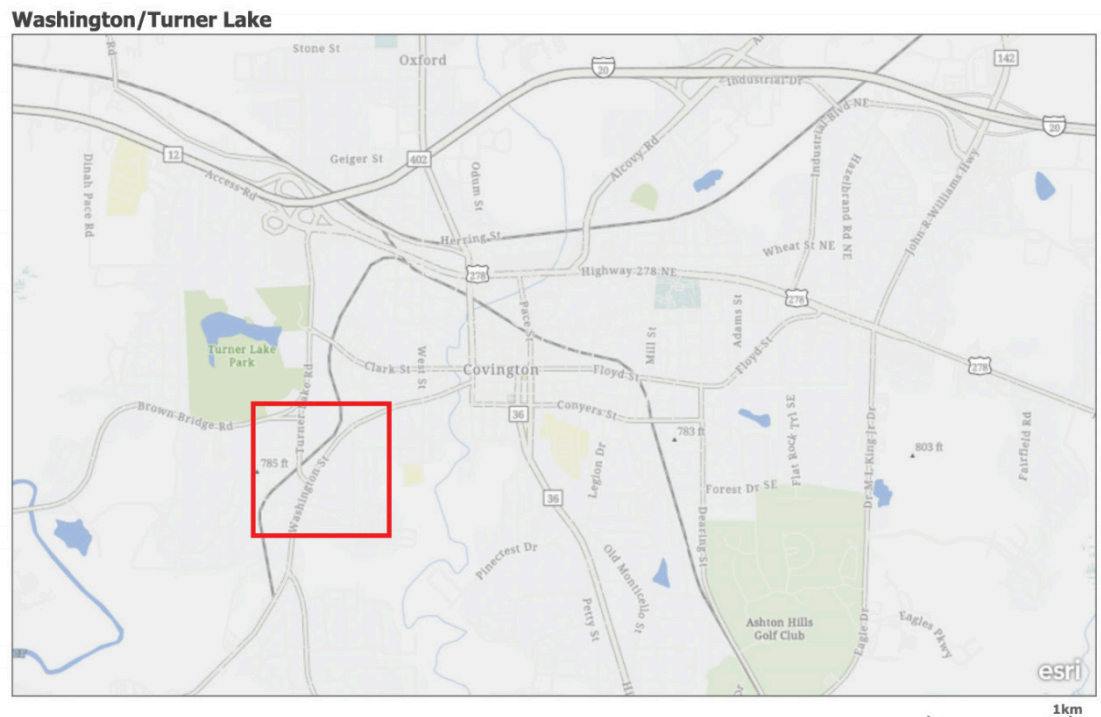 Washington/Turner Lake
Rd
Stone St
Oxford
20
Industrial Dr
142
20
12
Geiger St
402
Odum St
Alcovy Rd
Industrial Blvd NE
Hazelbrand Rd NE
John R Williams Hwy
Dinah Pace Rd
Access Rd
Herring St
278
Highway 278 NE
Wheat St NE
278
Pace St
Mill St
Adams St
Floyd St
Turner Lake
Park
Clark St
West St
Covington
Floyd St
278
Brown Bridge Rd
Turner Lake Rd
36
Conyers St
783 ft
Flat Rock Trl SE
Dr M L King Jr Dr
803 ft
Fairfield Rd
785 ft
Washington St
Legion Dr
36
Forest Dr SE
Dearing St
Pinectest Dr
Old Monticello St
Petty St
Ashton Hills
Golf Club
Eagle Dr
Eagles Pkwy
Dr
esri
1km